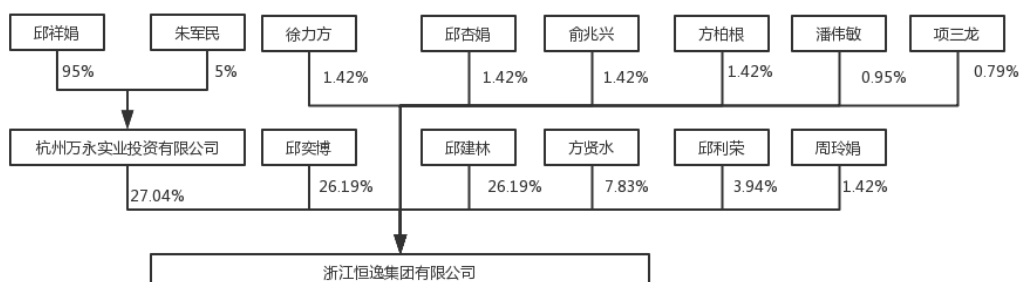 邱祥娟 朱军民 徐力方 邱杏娟 俞兆兴 方柏根 潘伟敏 项三龙
95% 5% 1.42% 1.42% 1.42% 1.42% 0.95% 0.79%
杭州万永实业投资有限公司 邱奕博 邱建林 方贤水 邱利荣 周玲娟
27.04% 26.19% 26.19% 7.83% 3.94% 1.42%
浙江恒逸集团有限公司